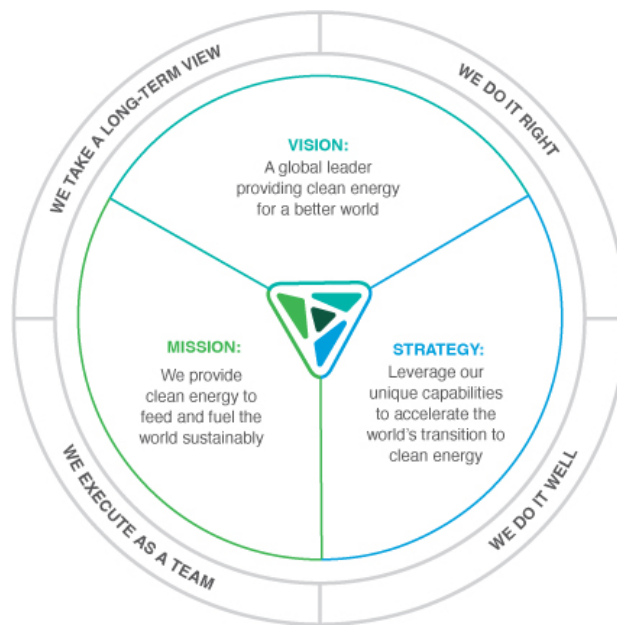 WE TAKE A LONG-TERM VIEW
WE DO IT RIGHT
VISION:
A global leader
providing clean energy
for a better world
MISSION:
We provide
clean energy to
feed and fuel the
world sustainably
STRATEGY:
Leverage our
unique capabilities
to accelerate the
world's transition to
clean energy
WE EXECUTE AS A TEAM
WE DO IT WELL